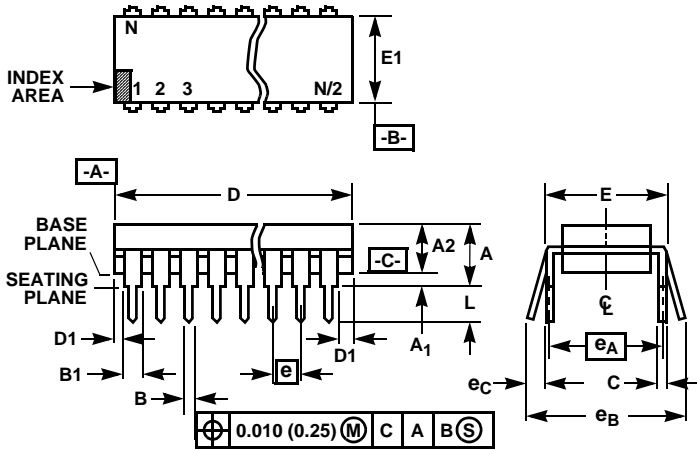 N
INDEX
AREA
1 2 3 N/2
E1
-B-
-A-
D
E
BASE
PLANE
A2
A
-C-
SEATING
PLANE
L
C
L
D1
A1
D1
eA
B1
e
eC
C
B
eB
0.010 (0.25) M C A B S